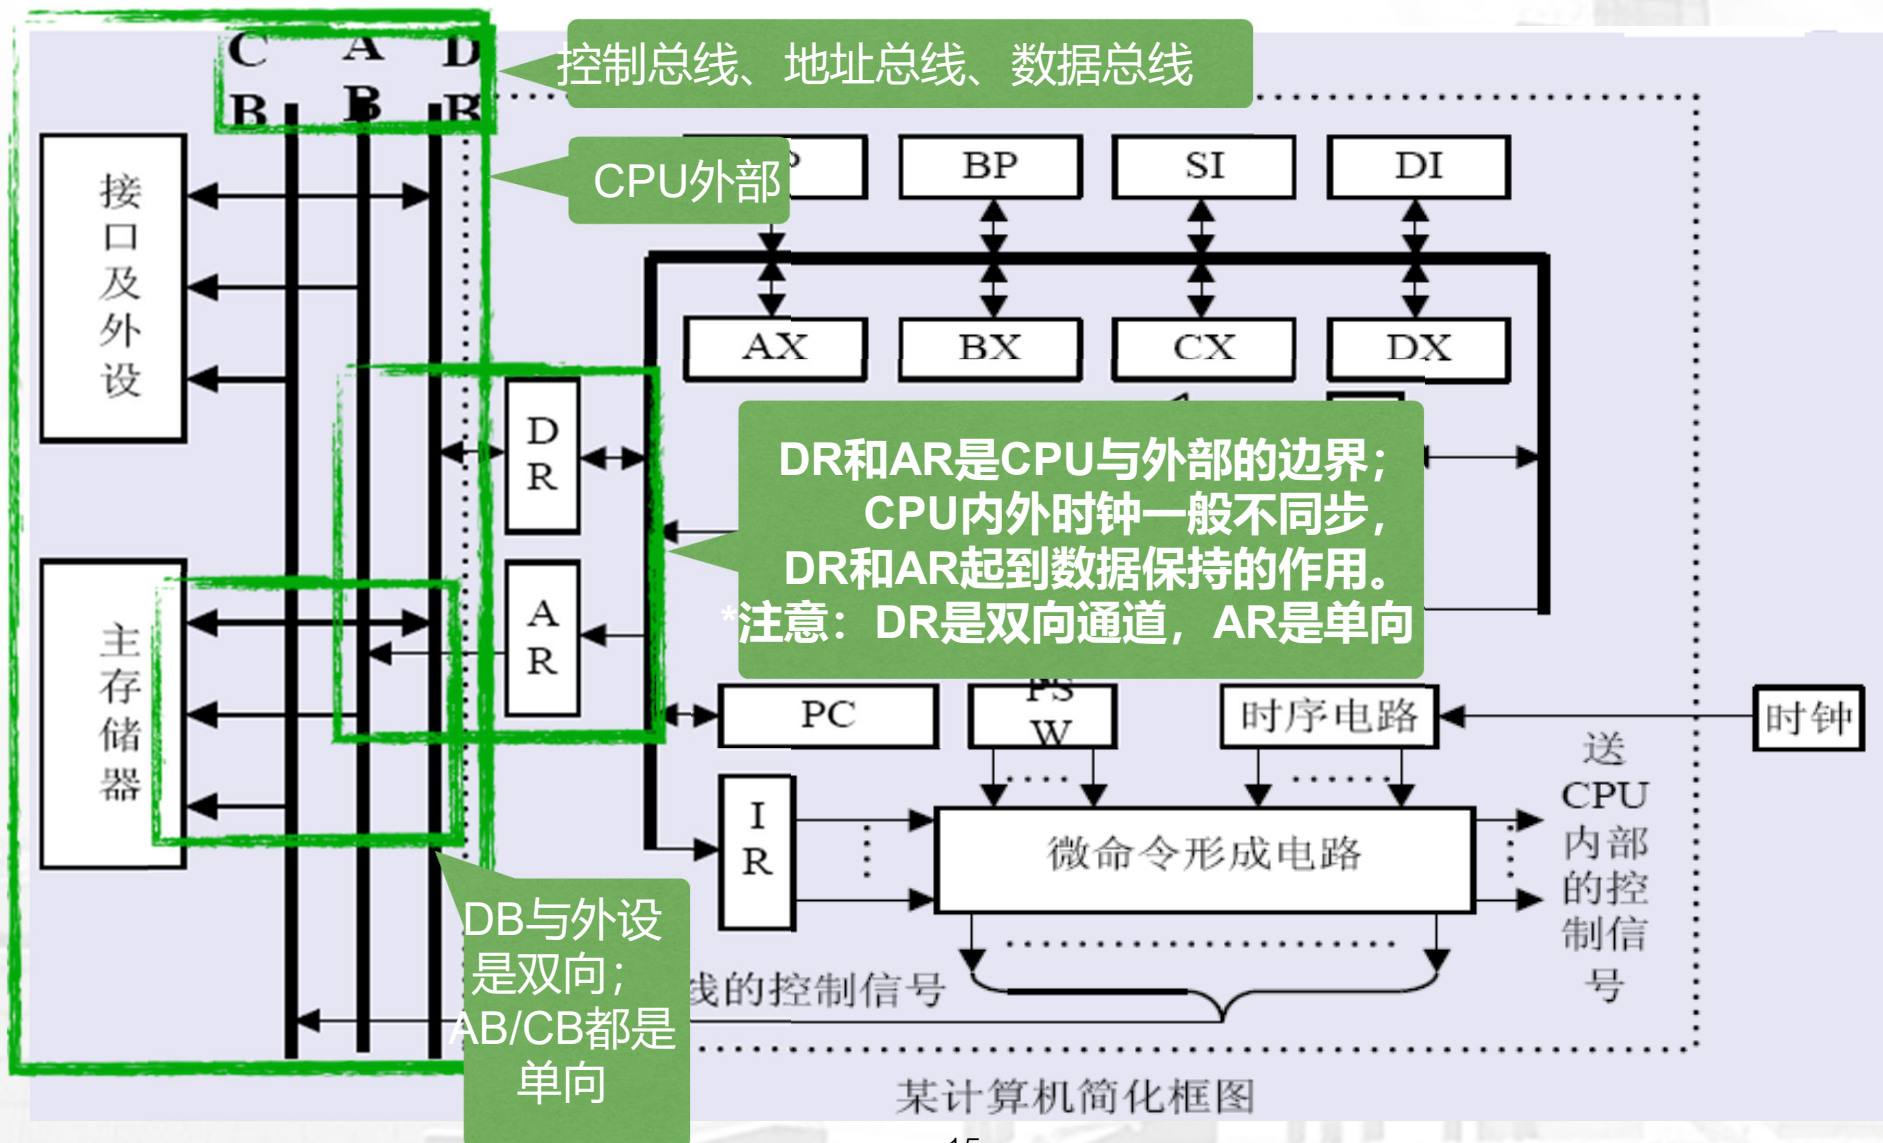 C A D
B B B
控制总线、地址总线、数据总线
CPU外部
P BP SI DI
AX BX CX DX
接口及外设
DR
DR和AR是CPU与外部的边界；
CPU内外时钟一般不同步，
DR和AR起到数据保持的作用。
*注意：DR是双向通道，AR是单向
AR
主存储器
PC
PS
W
时序电路
时钟
IR
微命令形成电路
送
CPU
内部
的控
制信
号
DB与外设
是双向；
AB/CB都是
单向
线的控制信号
某计算机简化框图
15